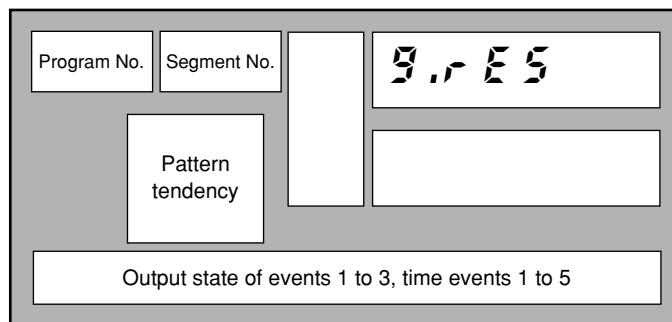 Program No.
Segment No.
9.rES
Pattern
tendency
Output state of events 1 to 3, time events 1 to 5